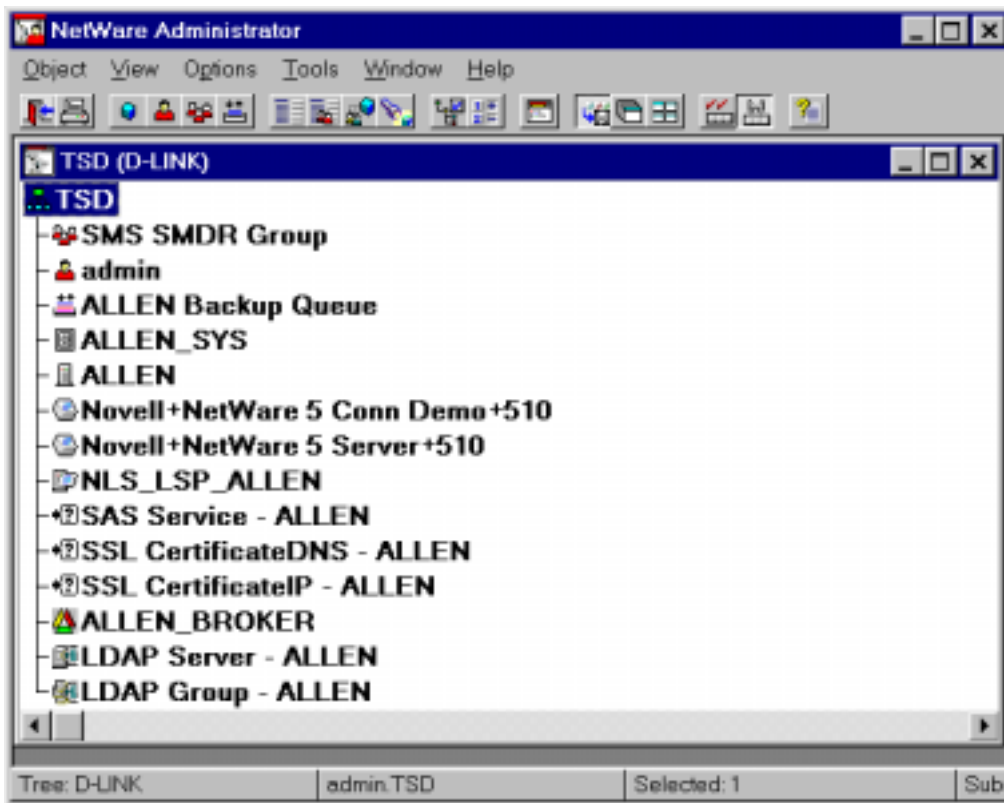 NetWare Administrator
Object View Options Tools Window Help
TSD (D-LINK)
TSD
SMS SMDR Group
admin
ALLEN Backup Queue
ALLEN_SYS
ALLEN
Novell+NetWare 5 Conn Demo+510
Novell+NetWare 5 Server+510
NLS_LSP_ALLEN
SAS Service - ALLEN
SSL CertificateDNS - ALLEN
SSL CertificateIP - ALLEN
ALLEN_BROKER
LDAP Server - ALLEN
LDAP Group - ALLEN
Tree: D-LINK admin.TSD Selected: 1 Sub